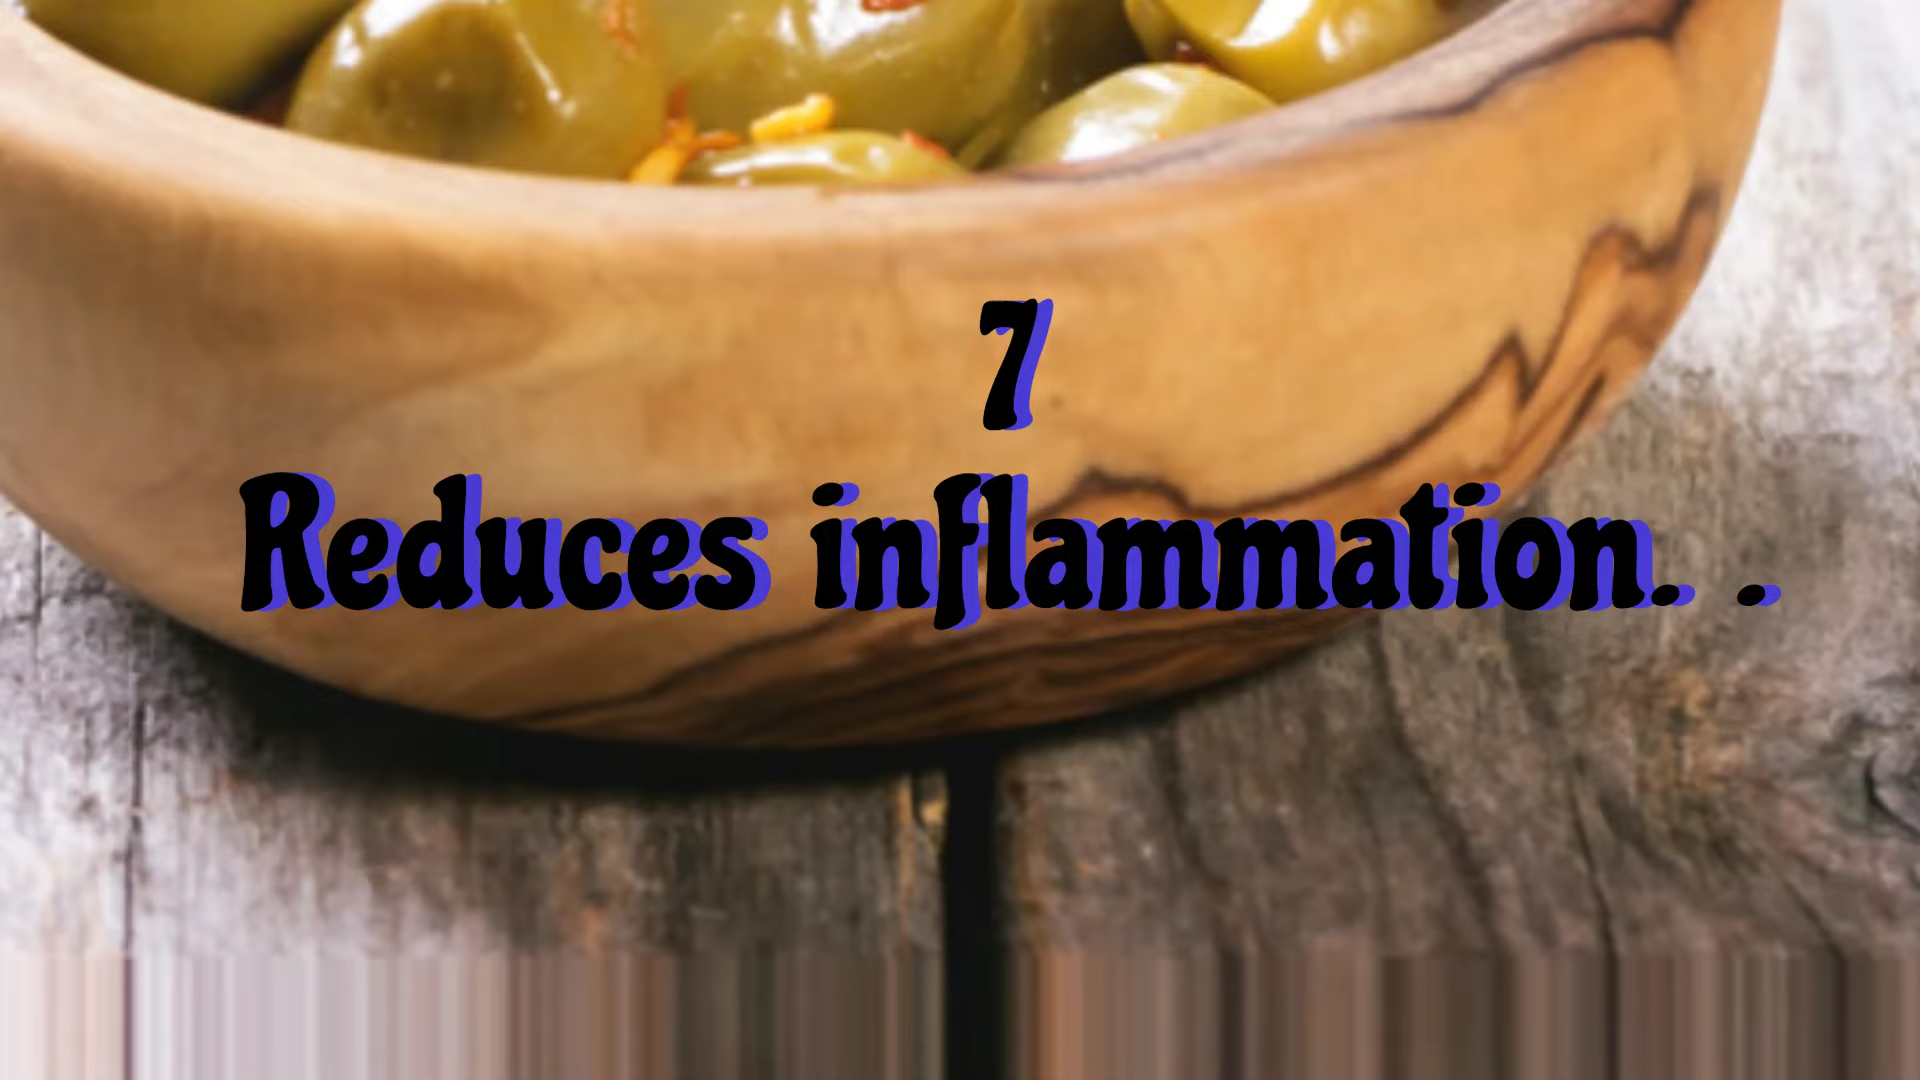 7
Reduces inflammation. .